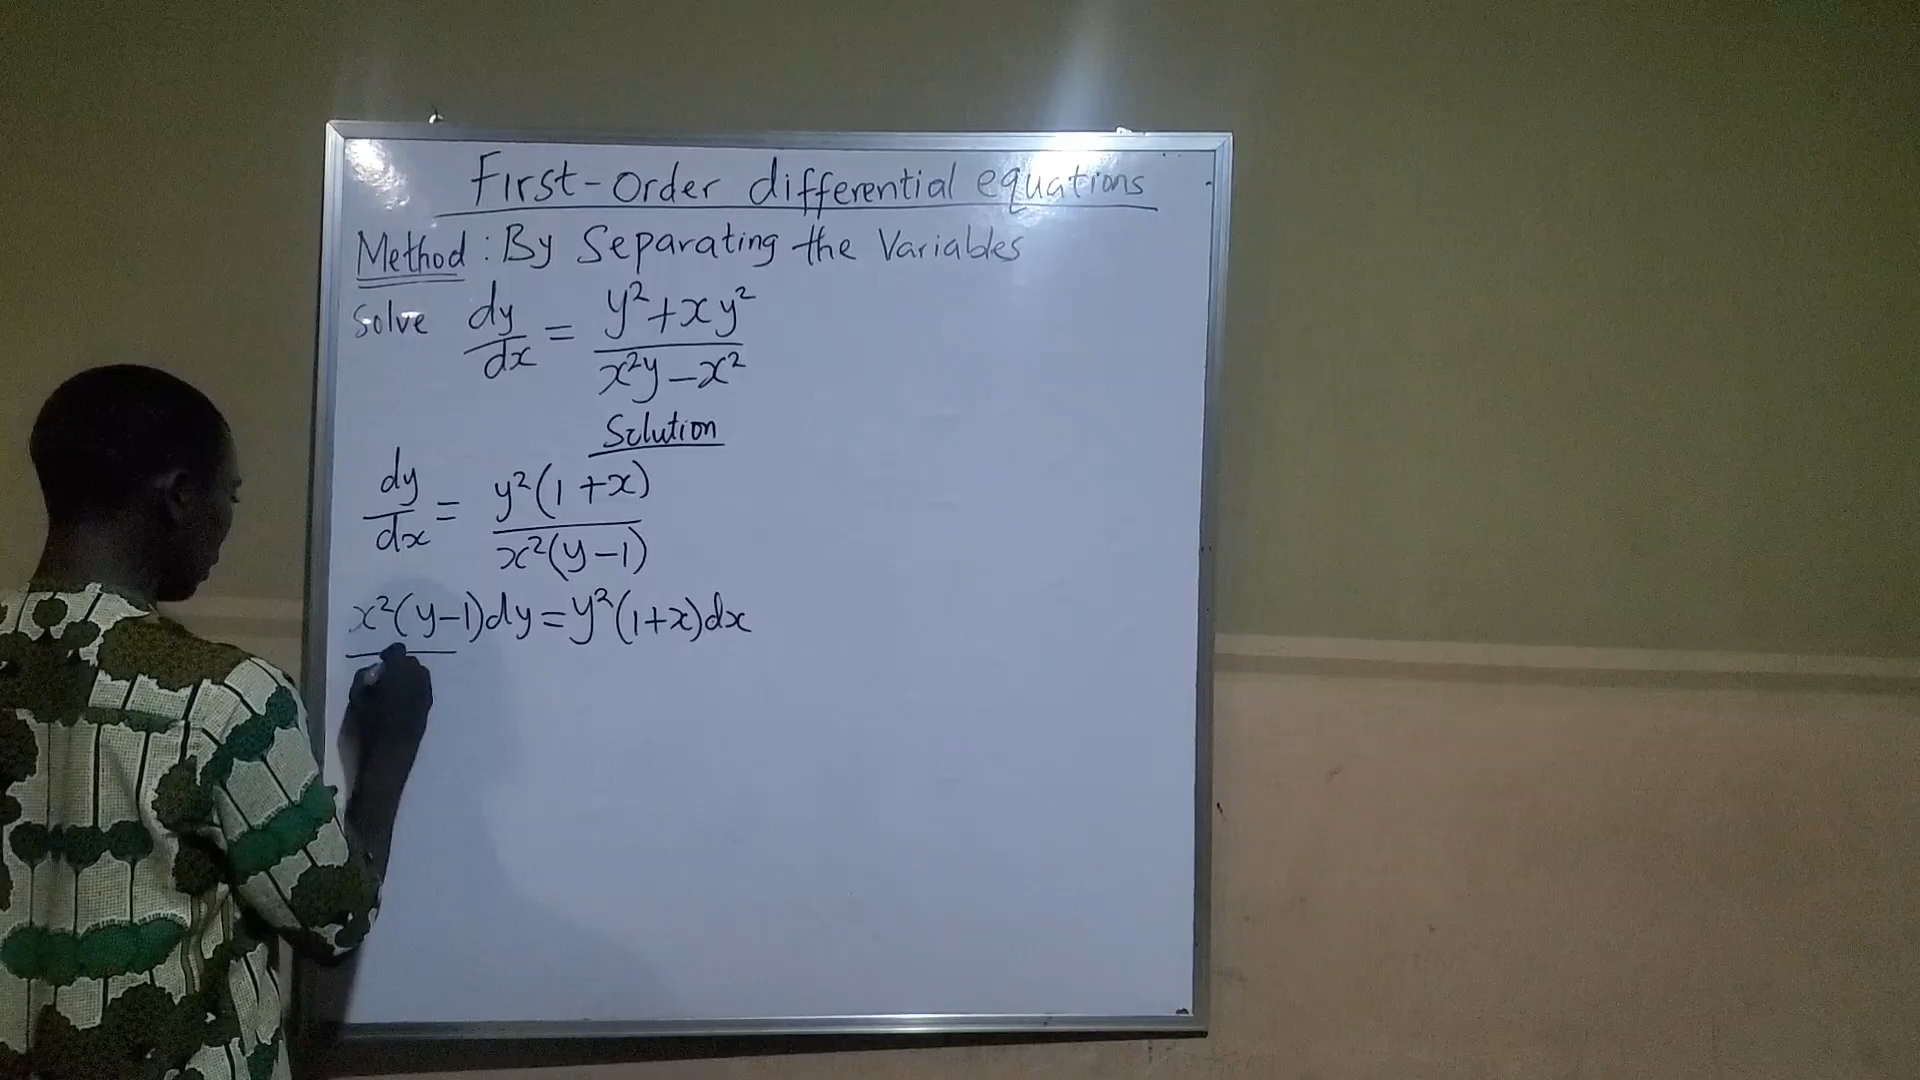 First-Order differential equations
Method: By Separating the Variables
Solve dy/dx = (y²+xy²)/(x²y-x²)
Solution
dy/dx = y²(1+x)/x²(y-1)
x²(y-1)dy=y²(1+x)dx